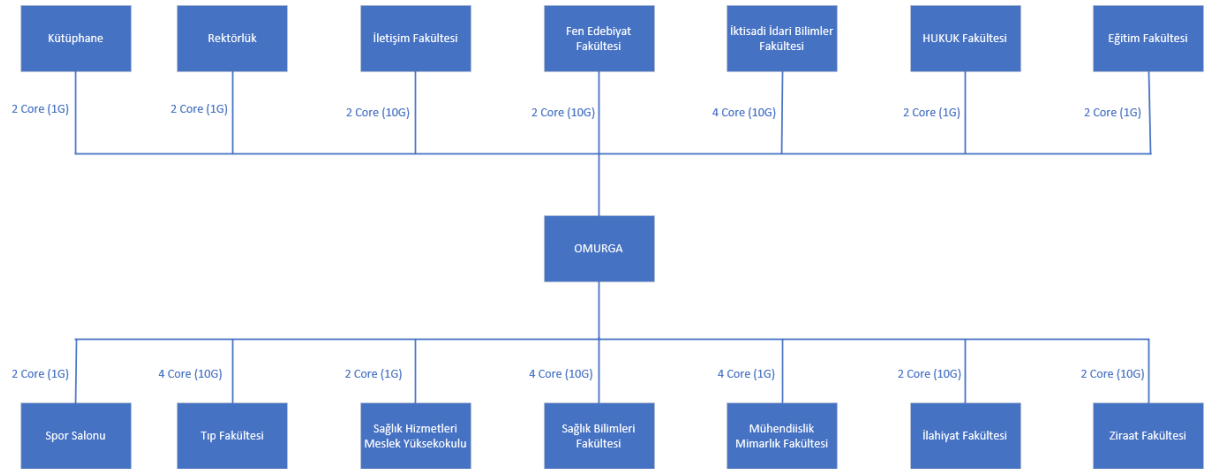 Kütüphane
Rektörlük
İletişim Fakültesi
Fen Edebiyat
Fakültesi
İktisadi İdari Bilimler
Fakültesi
HUKUK Fakültesi
Eğitim Fakültesi
2 Core (1G)
2 Core (1G)
2 Core (10G)
2 Core (10G)
4 Core (10G)
2 Core (1G)
2 Core (1G)
OMURGA
2 Core (1G)
4 Core (10G)
2 Core (1G)
4 Core (10G)
4 Core (1G)
2 Core (10G)
2 Core (10G)
Spor Salonu
Tıp Fakültesi
Sağlık Hizmetleri
Meslek Yüksekokulu
Sağlık Bilimleri
Fakültesi
Mühendiislik
Mimarlık Fakültesi
İlahiyat Fakültesi
Ziraat Fakültesi